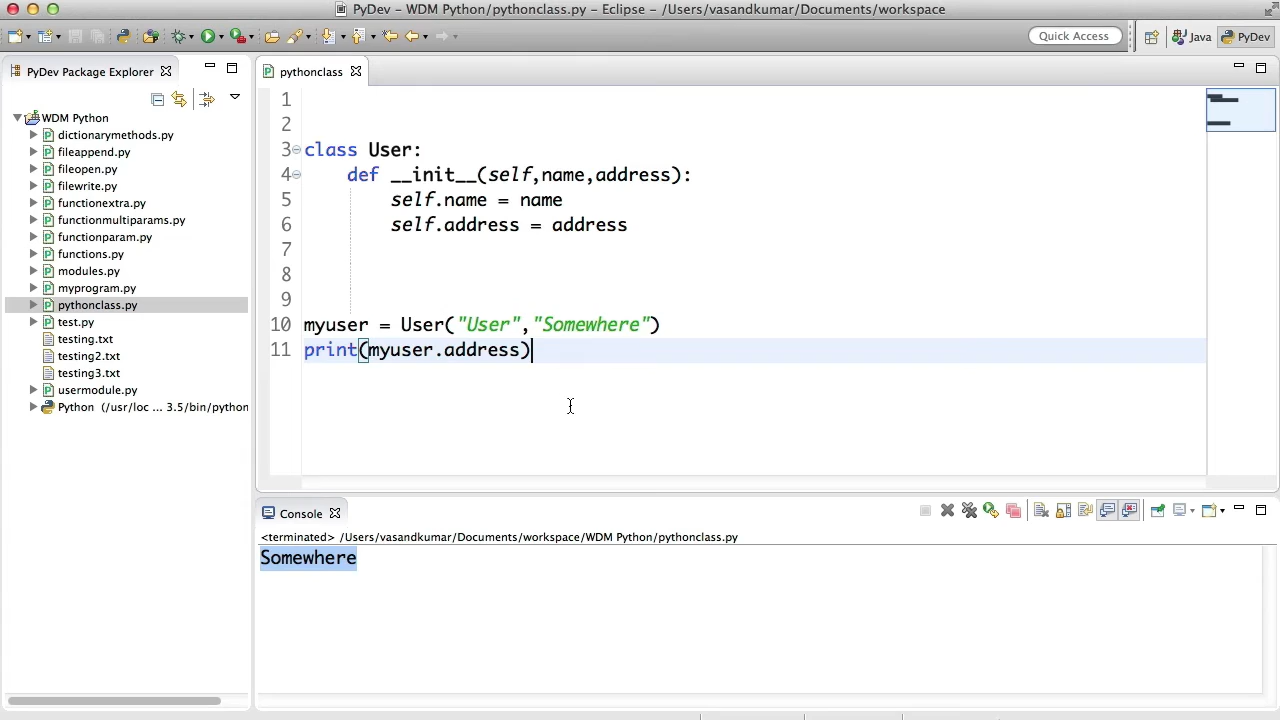 PyDev – WDM Python/pythonclass.py – Eclipse – /Users/vasandkumar/Documents/workspace
Quick Access
Java
PyDev
PyDev Package Explorer
WDM Python
dictionarymethods.py
fileappend.py
fileopen.py
filewrite.py
functionextra.py
functionmultiparams.py
functionparam.py
functions.py
modules.py
myprogram.py
pythonclass.py
test.py
testing.txt
testing2.txt
testing3.txt
usermodule.py
Python (/usr/loc ... 3.5/bin/python
pythonclass
1
2
3 class User:
4 def __init__(self,name,address):
5 self.name = name
6 self.address = address
7
8
9
10 myuser = User("User","Somewhere")
11 print(myuser.address)
Console
<terminated> /Users/vasandkumar/Documents/workspace/WDM Python/pythonclass.py
Somewhere